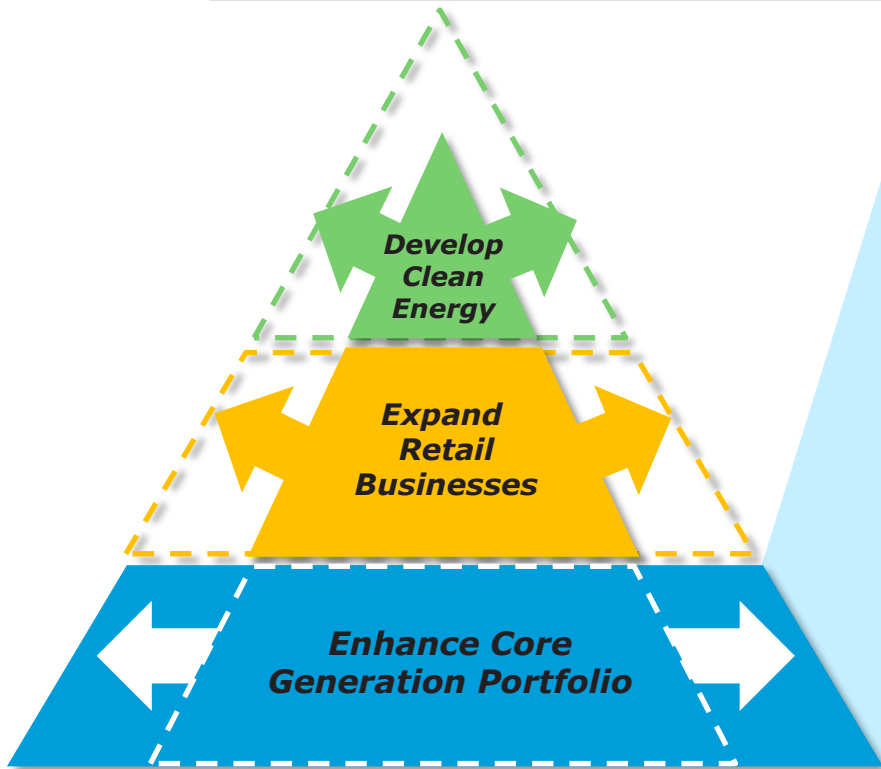 Develop
Clean
Energy
Expand
Retail
Businesses
Enhance Core
Generation Portfolio